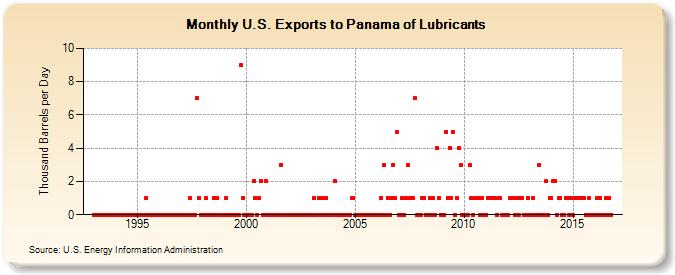 Monthly U.S. Exports to Panama of Lubricants
Thousand Barrels per Day
10
8
6
4
2
0
1995 2000 2005 2010 2015
Source: U.S. Energy Information Administration